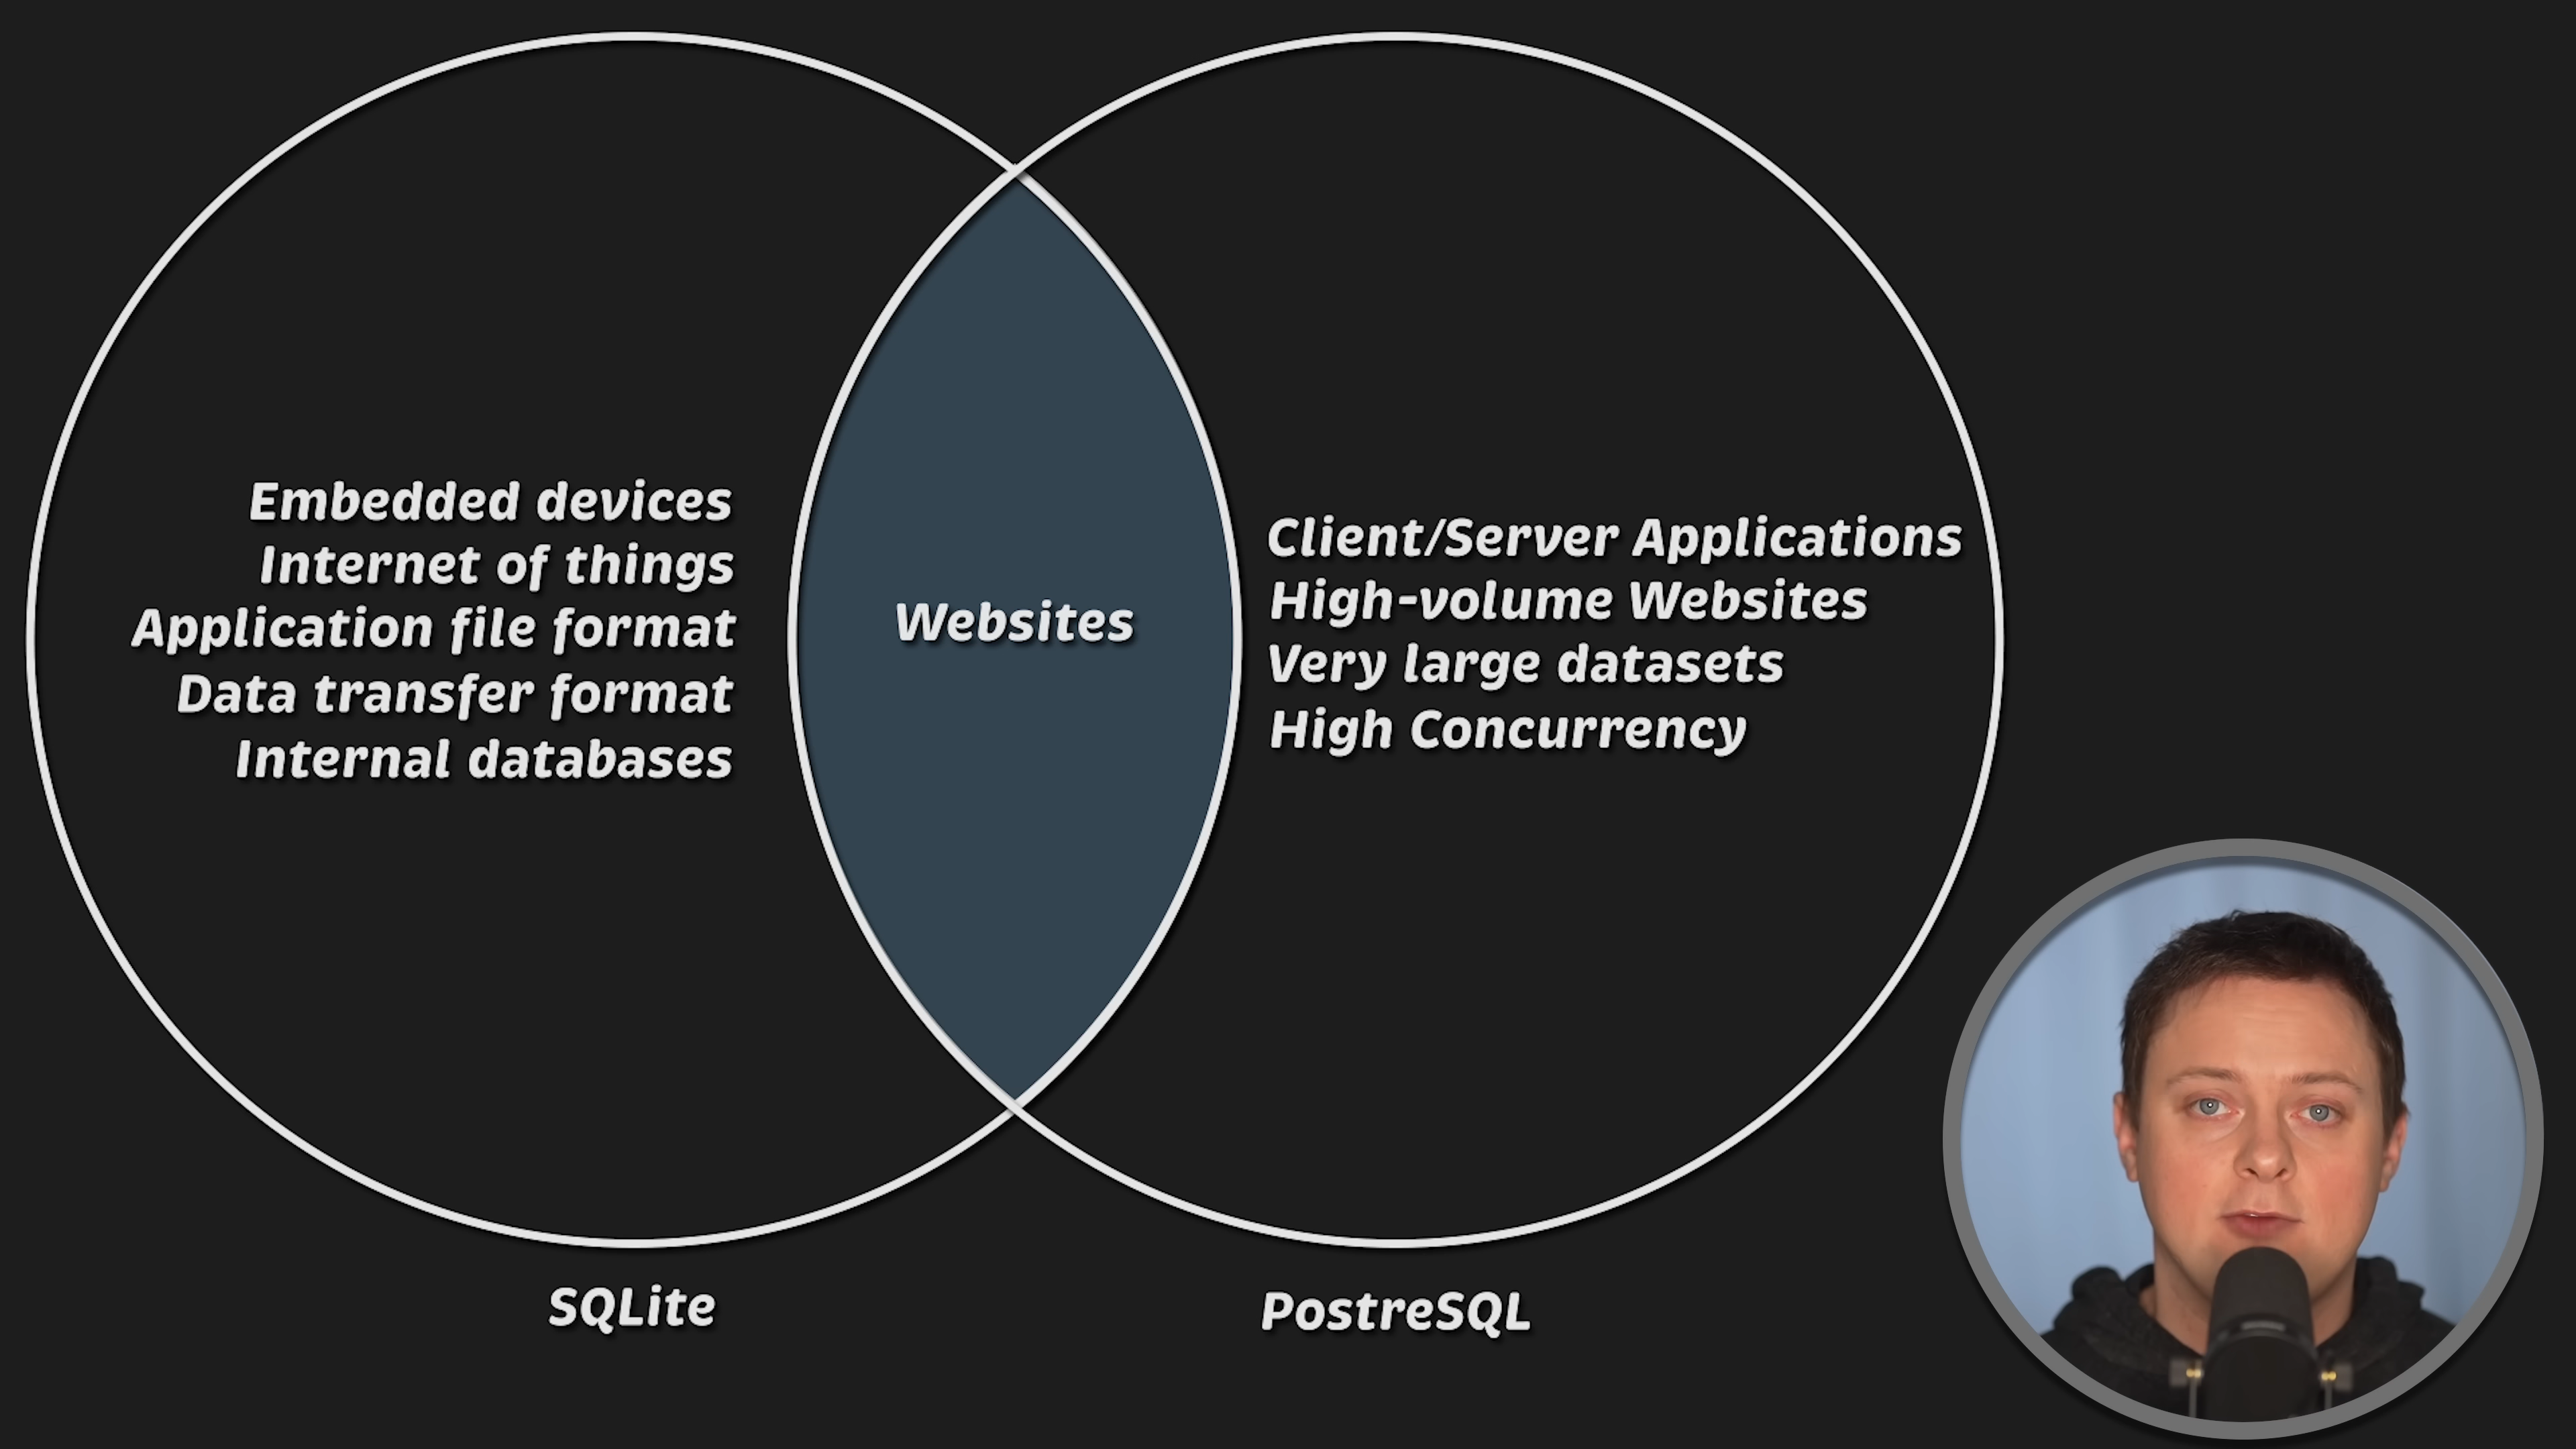 Embedded devices
Internet of things
Application file format
Data transfer format
Internal databases
Websites
Client/Server Applications
High-volume Websites
Very large datasets
High Concurrency
SQLite
PostreSQL